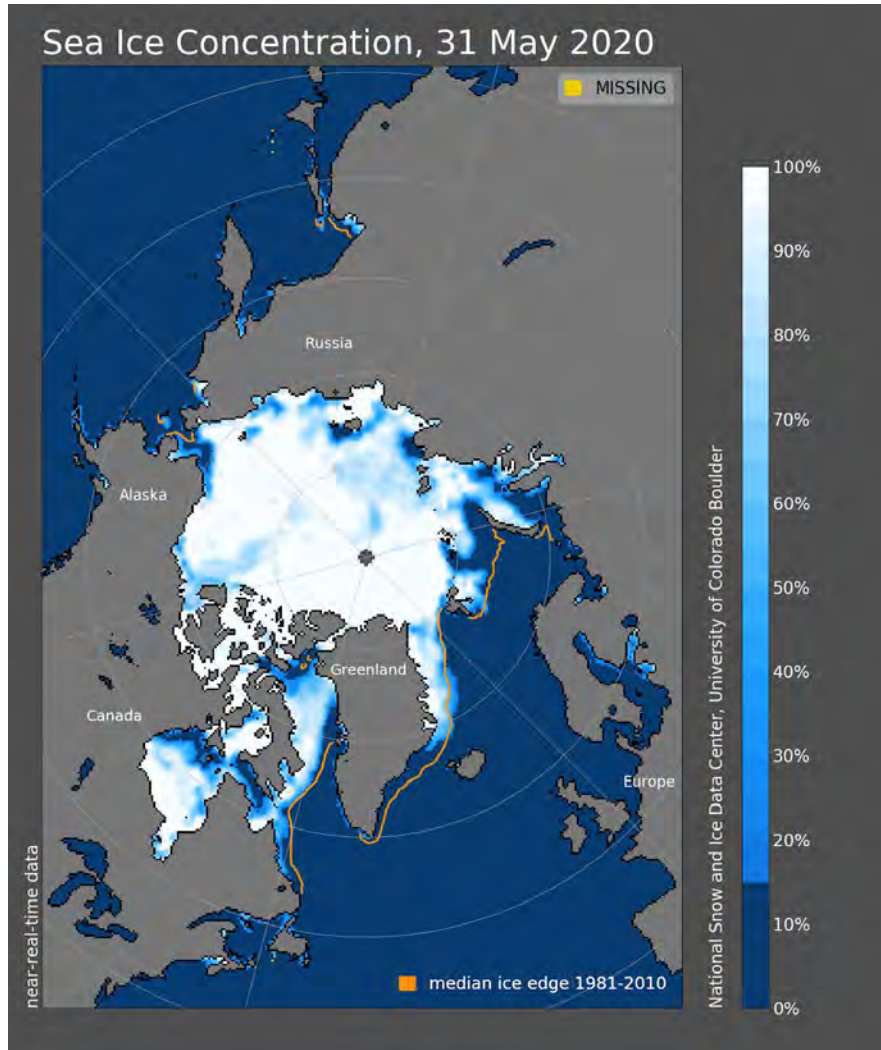 Sea Ice Concentration, 31 May 2020
MISSING
100%
90%
80%
70%
60%
50%
40%
30%
20%
10%
0%
Russia
Alaska
Greenland
Canada
Europe
near-real-time data
median ice edge 1981-2010
National Snow and Ice Data Center, University of Colorado Boulder